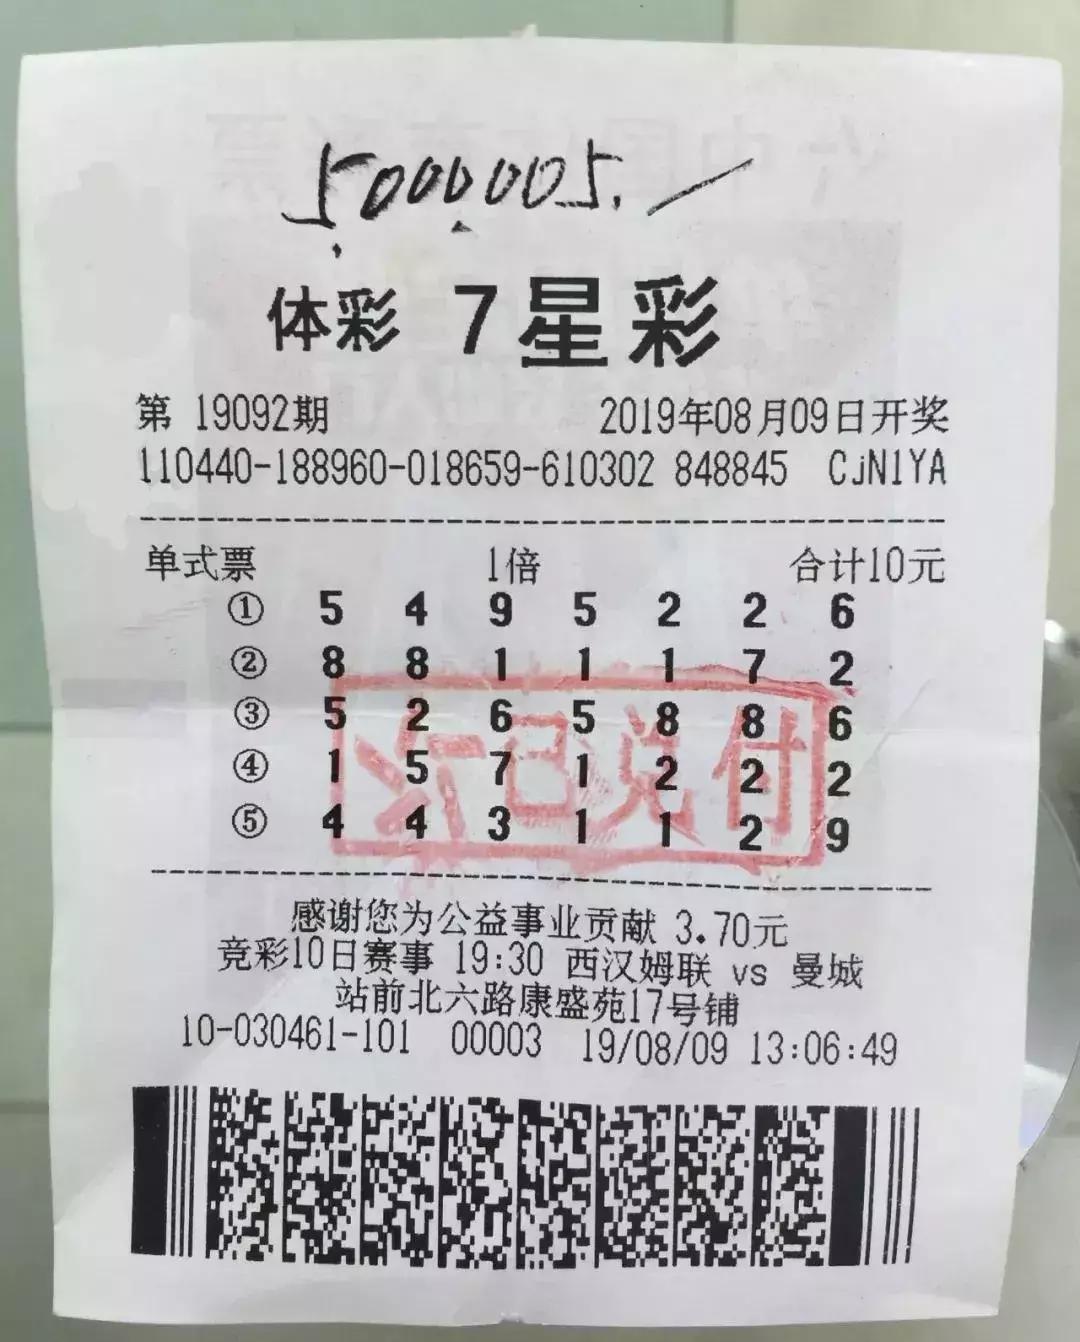 5000005.
体彩 7星彩
第 19092期 2019年08月09日开奖
110440-188960-018659-610302 848845 CjN1YA
单式票 1倍 合计10元
① 5 4 9 5 2 2 6
② 8 8 1 1 1 7 2
③ 5 2 6 5 8 8 6
④ 1 5 7 1 2 2 2
⑤ 4 4 3 1 1 2 9
已兑付
感谢您为公益事业贡献 3.70元
竞彩10日赛事 19:30 西汉姆联 vs 曼城
站前北六路康盛苑17号铺
10-030461-101 00003 19/08/09 13:06:49